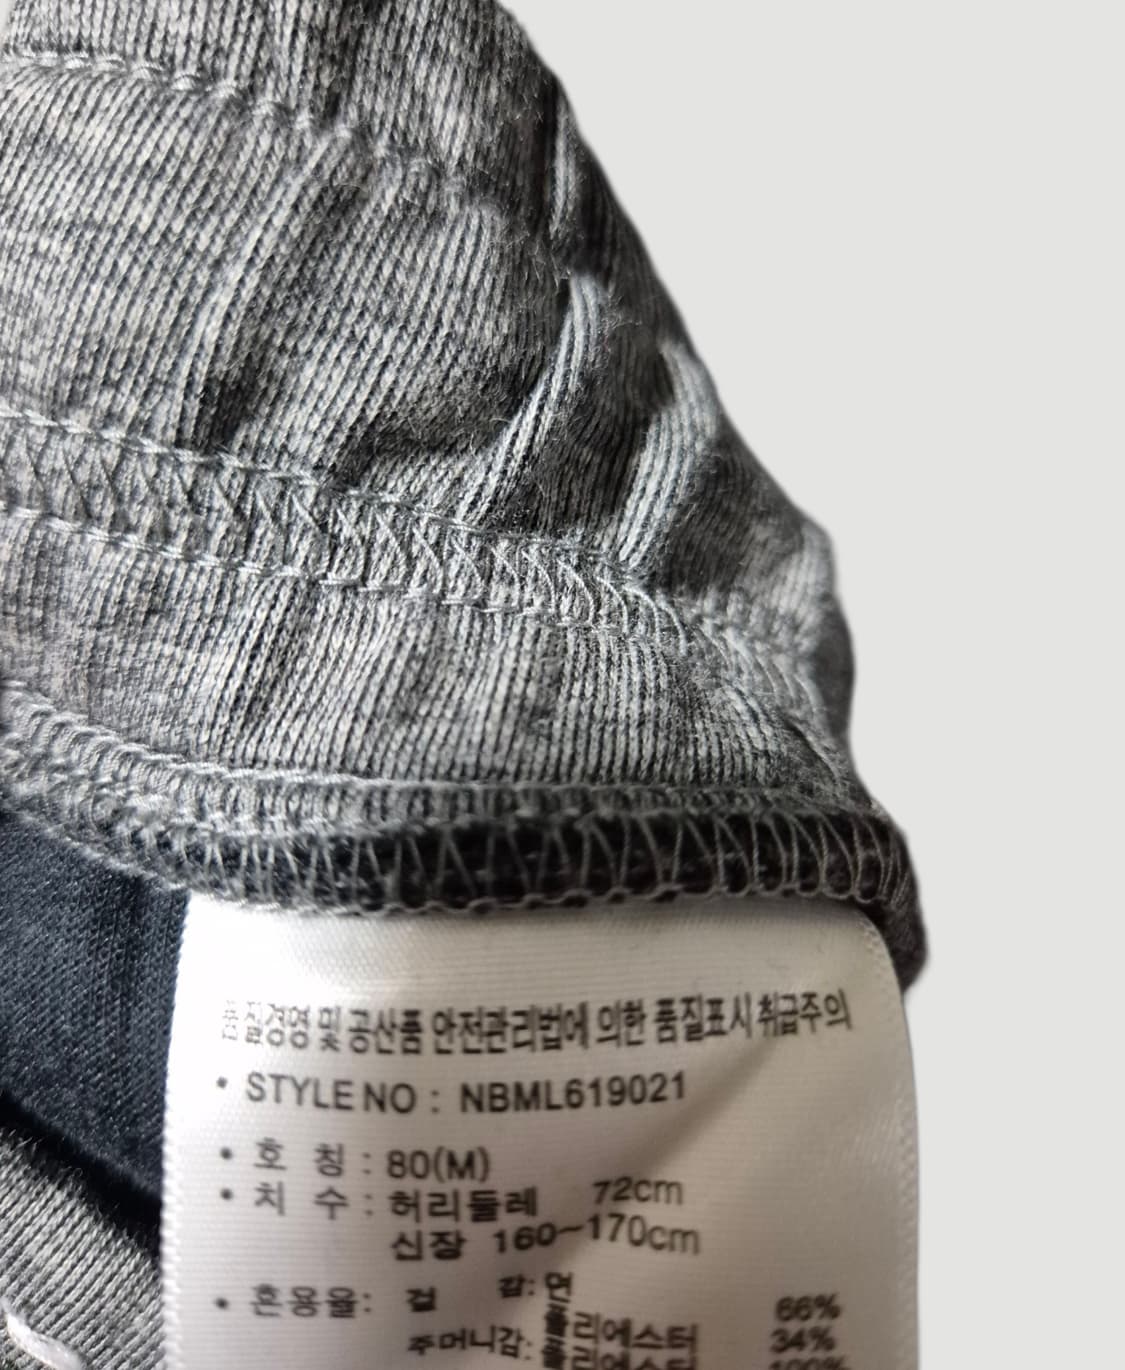 품질경영 및 공산품 안전관리법에 의한 품질표시 취급주의
• STYLE NO : NBML619021
• 호 칭 : 80(M)
• 치 수 : 허리둘레 72cm
신장 160~170cm
• 혼용율: 겉 감: 면 66%
폴리에스터 34%
주머니감: 폴리에스터 100%